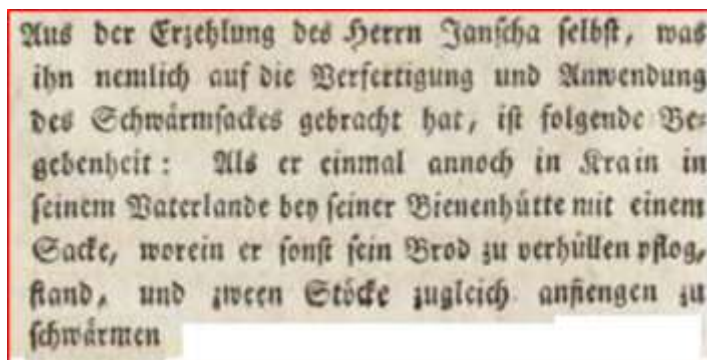 Aus der Erzehlung des Herrn Janscha selbst, was
ihn nemlich auf die Verfertigung und Anwendung
des Schwärmsackes gebracht hat, ist folgende Be-
gebenheit: Als er einmal annoch in Krain in
seinem Vaterlande bey seiner Bienenhütte mit einem
Sacke, worein er sonst sein Brod zu verhüllen pflog,
stand, und zween Stöcke zugleich anfiengen zu
schwärmen